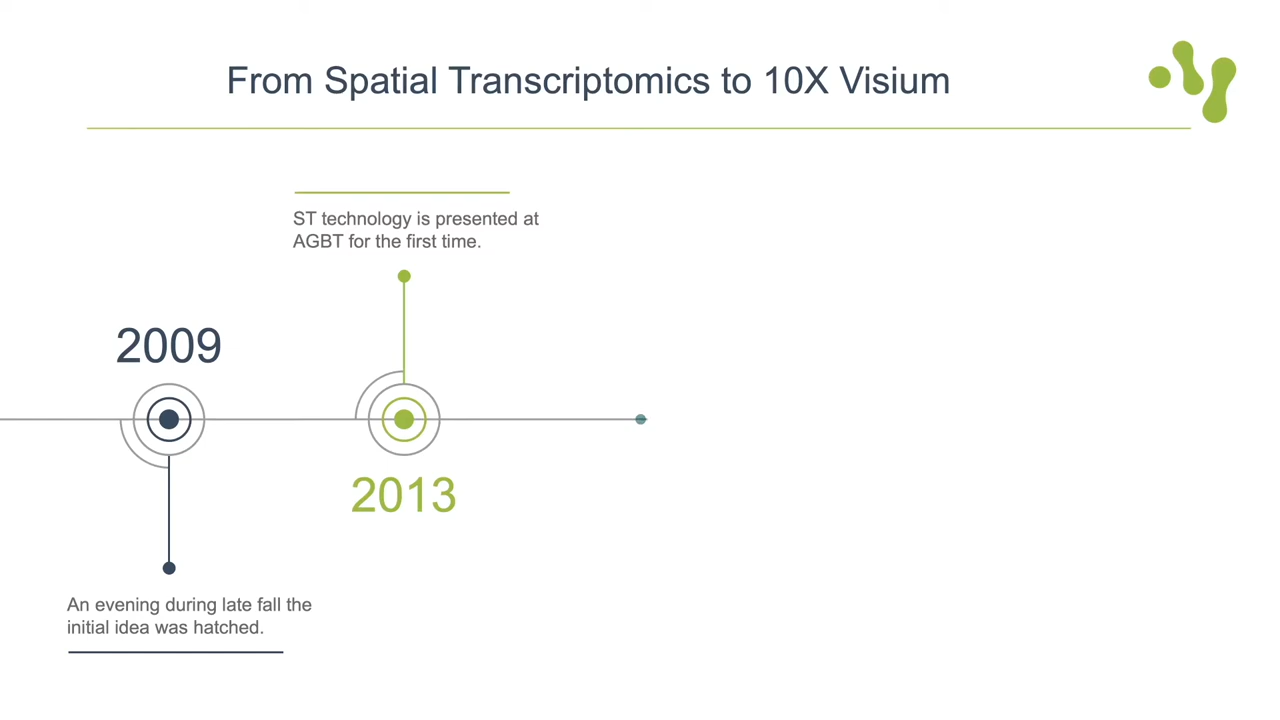 From Spatial Transcriptomics to 10X Visium
ST technology is presented at
AGBT for the first time.
2009
2013
An evening during late fall the
initial idea was hatched.